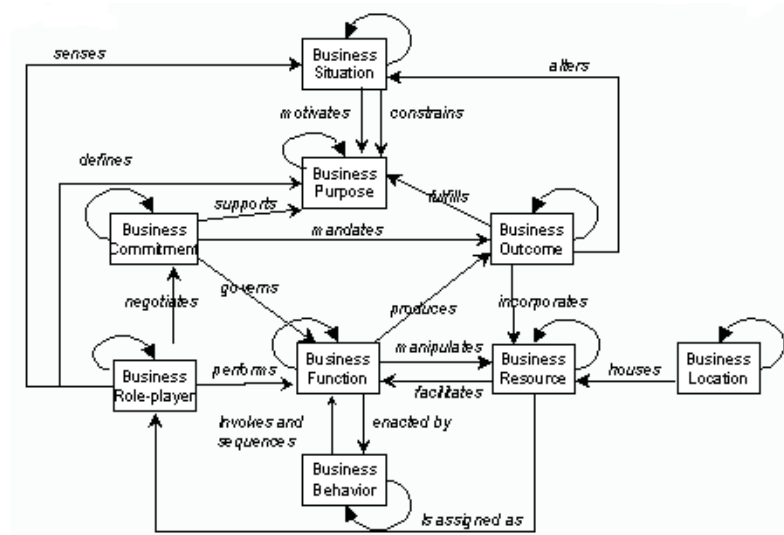 senses
Business
Situation
alters
motivates
constrains
defines
Business
Purpose
supports
fulfills
Business
Commitment
mandates
Business
Outcome
negotiates
governs
produces
incorporates
Business
Role-player
performs
Business
Function
manipulates
facilitates
Business
Resource
houses
Business
Location
Invokes and
sequences
enacted by
Business
Behavior
Is assigned as